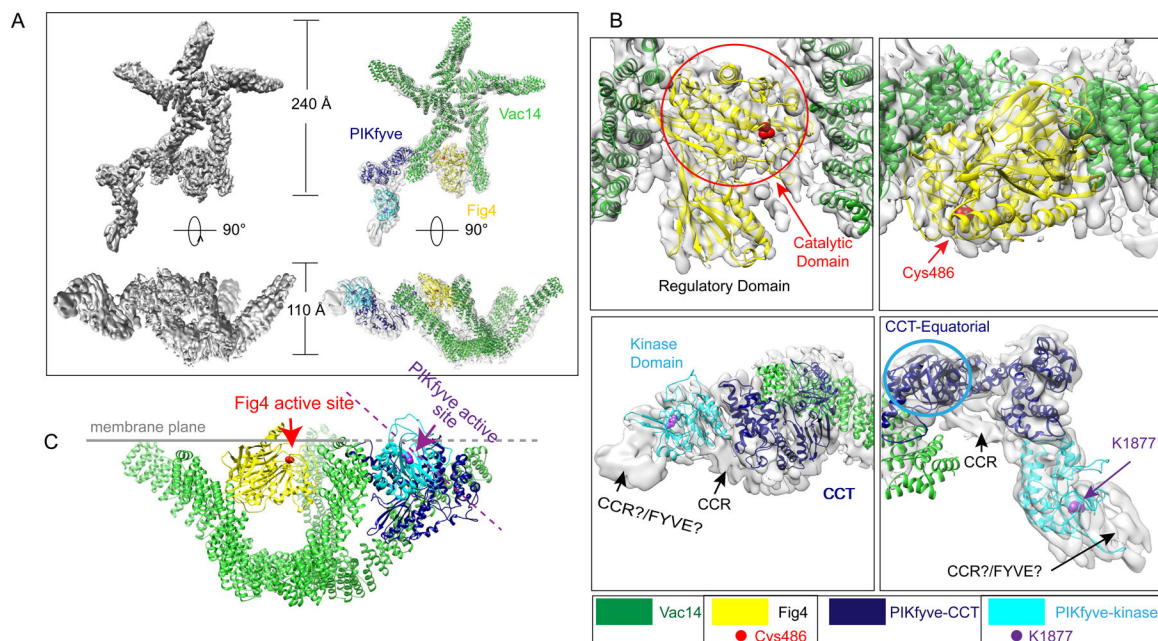 A
240 Å
PIKfyve
Vac14
Fig4
90°
90°
110 Å
B
Catalytic
Domain
Regulatory Domain
Cys486
Kinase
Domain
CCR?/FYVE?
CCR
CCT
CCT-Equatorial
CCR
K1877
CCR?/FYVE?
C
membrane plane
Fig4 active site
PIKfyve active
site
Vac14
Fig4
PIKfyve-CCT
PIKfyve-kinase
Cys486
K1877